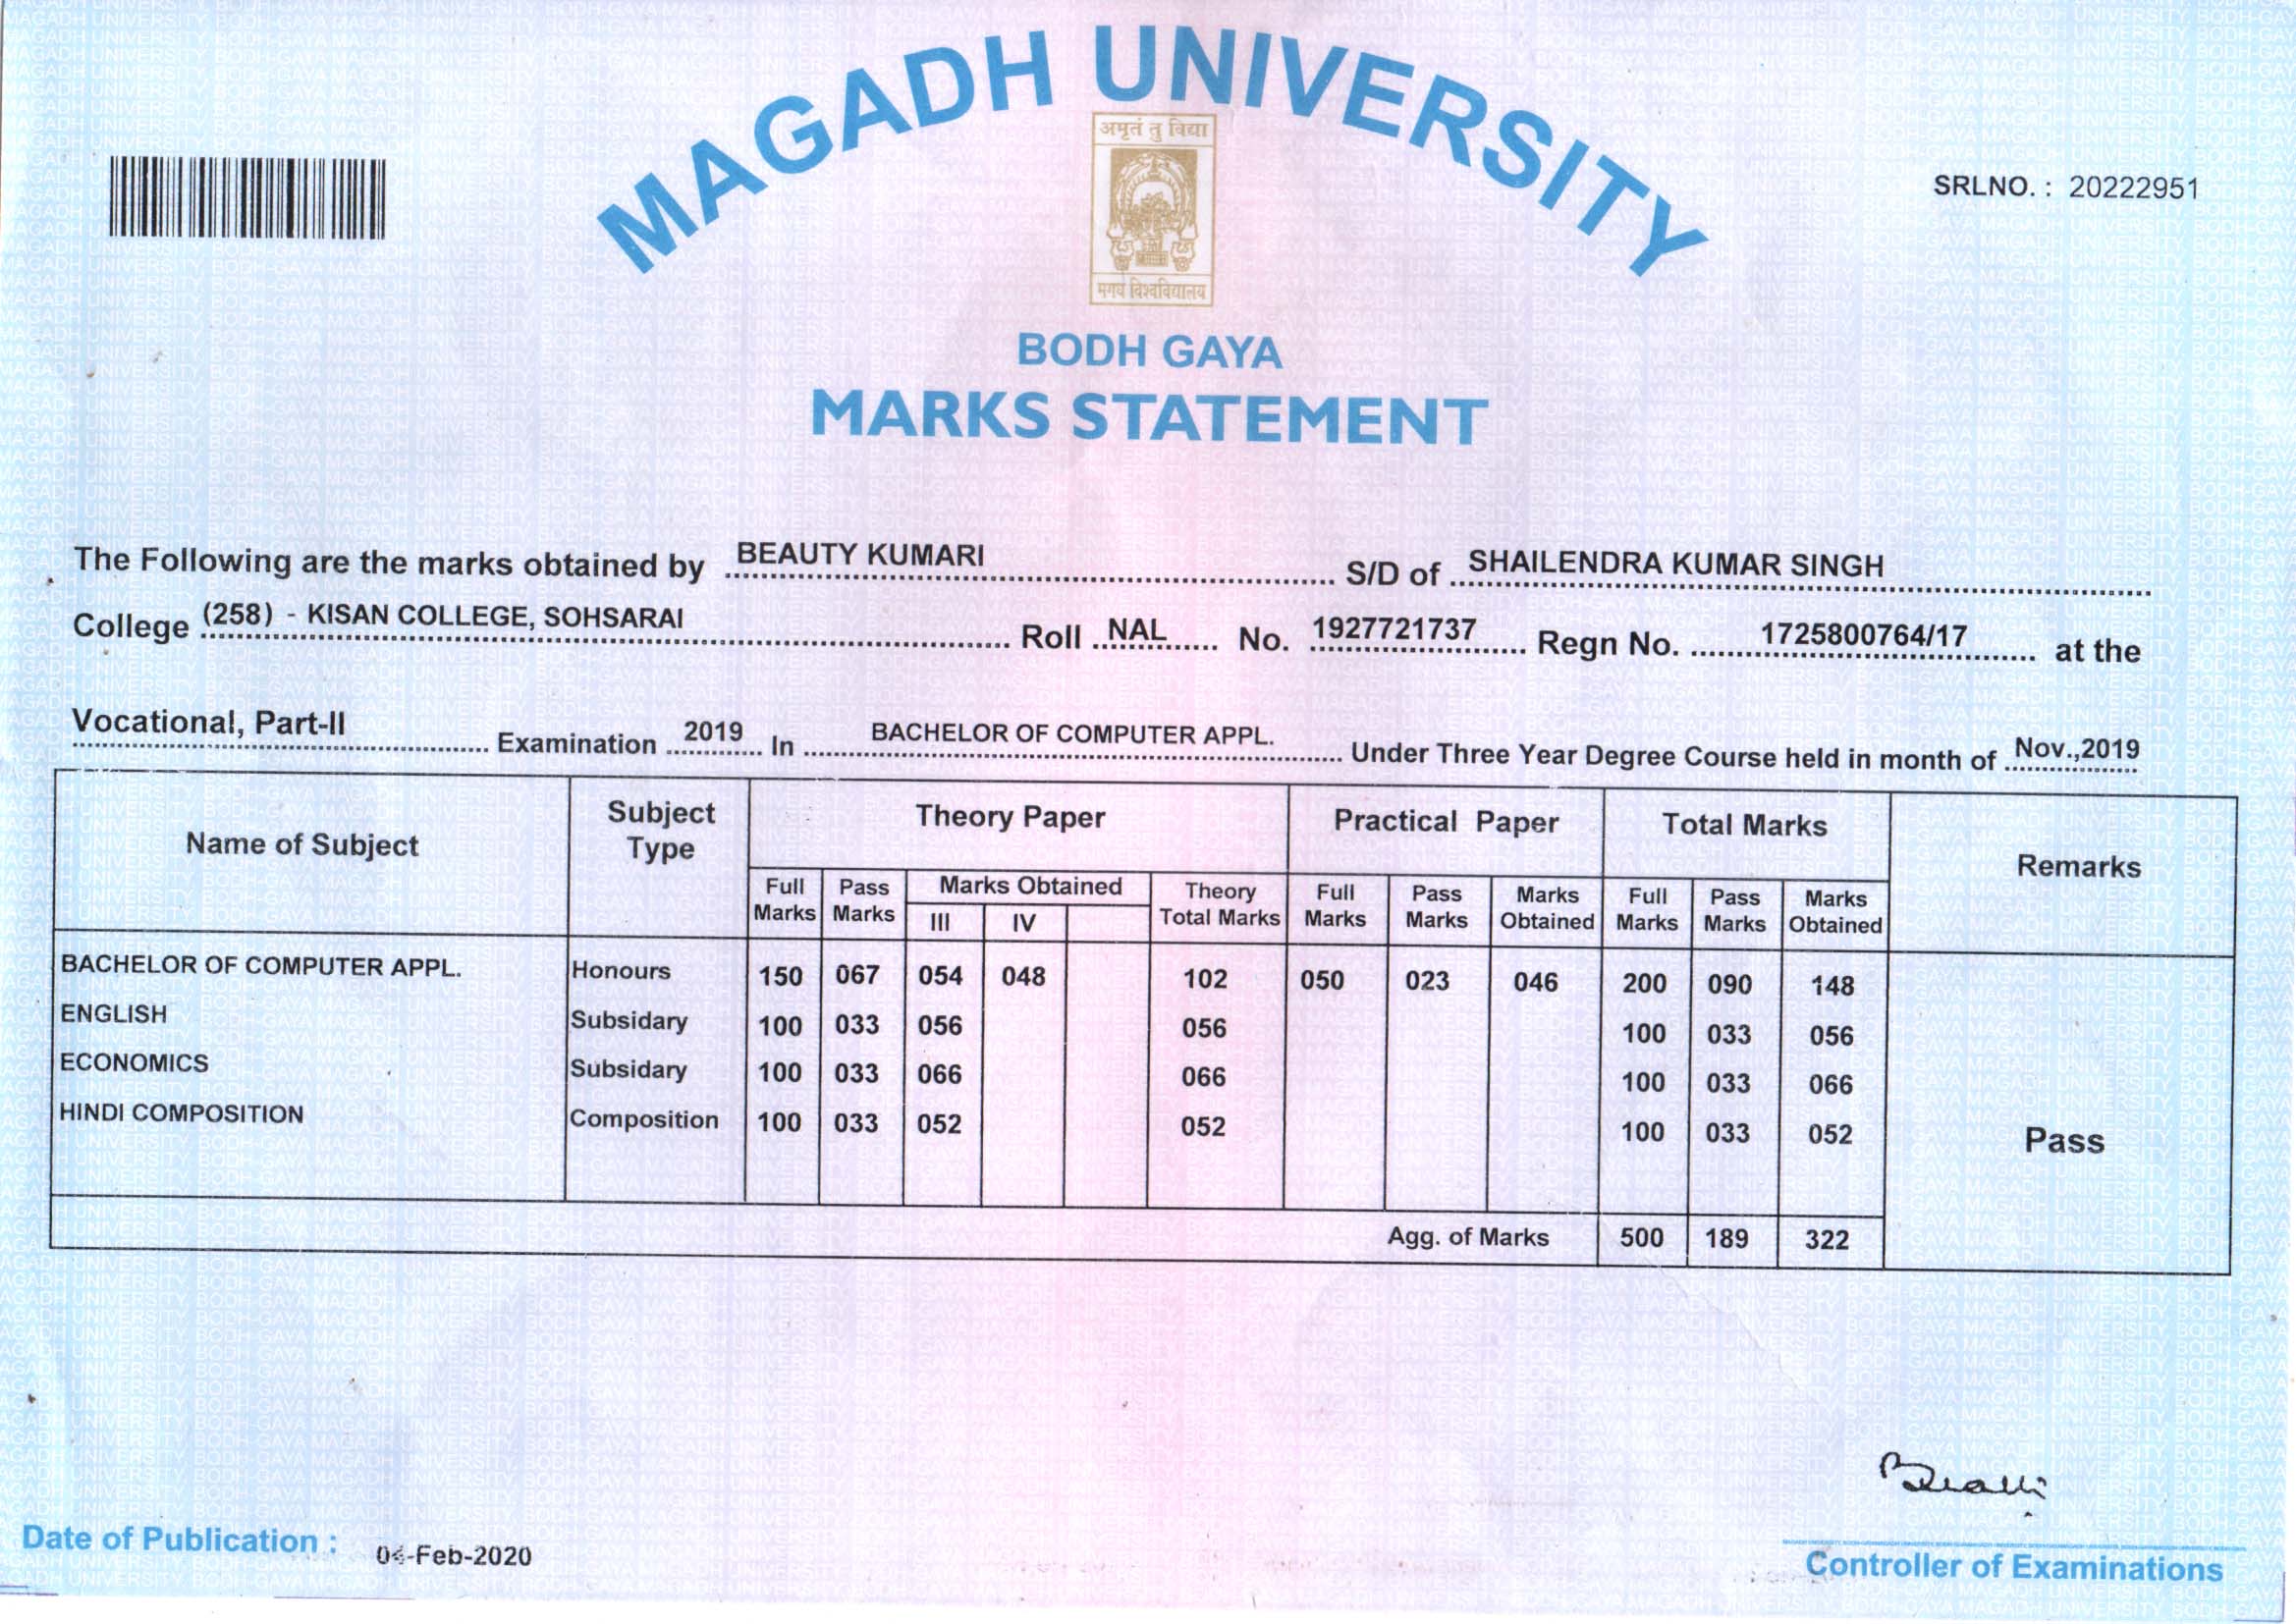 MAGADH UNIVERSITY
अमृतं तु विद्या
मगध विश्वविद्यालय
SRLNO. : 20222951
BODH GAYA
MARKS STATEMENT
The Following are the marks obtained by BEAUTY KUMARI S/D of SHAILENDRA KUMAR SINGH
College (258) - KISAN COLLEGE, SOHSARAI Roll NAL No. 1927721737 Regn No. 1725800764/17 at the
Vocational, Part-II Examination 2019 In BACHELOR OF COMPUTER APPL. Under Three Year Degree Course held in month of Nov.,2019
Name of Subject Subject Type Theory Paper Practical Paper Total Marks Remarks
Full Marks Pass Marks Marks Obtained Theory Total Marks Full Marks Pass Marks Marks Obtained Full Marks Pass Marks Marks Obtained
III IV
BACHELOR OF COMPUTER APPL. Honours 150 067 054 048 102 050 023 046 200 090 148
ENGLISH Subsidary 100 033 056 056 100 033 056
ECONOMICS Subsidary 100 033 066 066 100 033 066
HINDI COMPOSITION Composition 100 033 052 052 100 033 052
Pass
Agg. of Marks 500 189 322
Date of Publication : -Feb-2020
Controller of Examinations